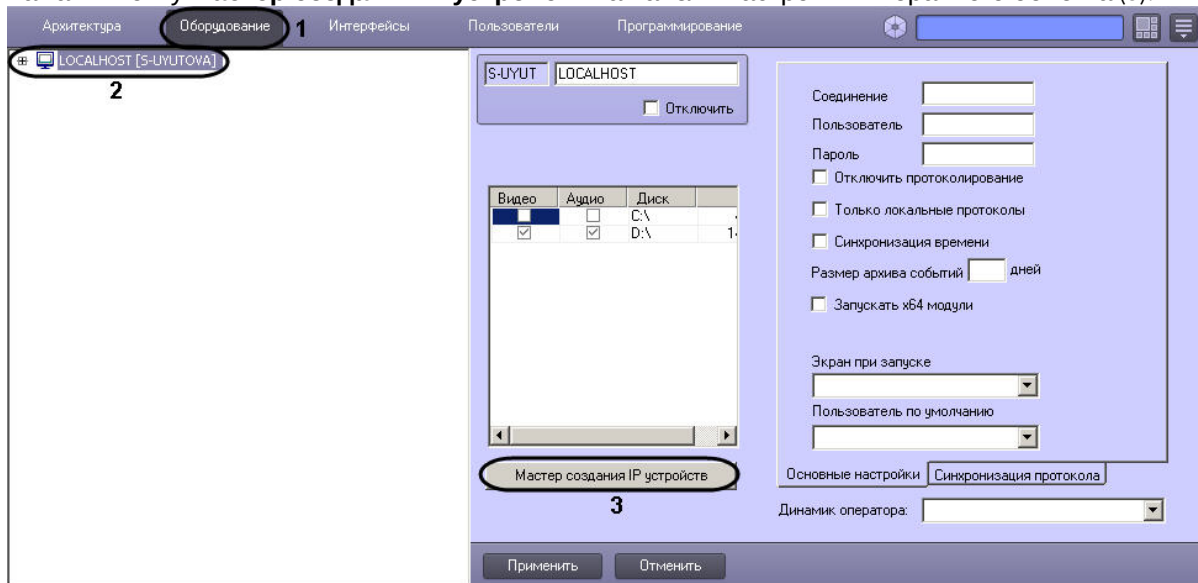 Архитектура Оборудование 1 Интерфейсы Пользователи Программирование
LOCALHOST [S-UYUTOVA]
2
S-UYUT LOCALHOST
Отключить
Видео Аудио Диск
C:\
D:\
Мастер создания IP устройств
3
Соединение
Пользователь
Пароль
Отключить протоколирование
Только локальные протоколы
Синхронизация времени
Размер архива событий дней
Запускать x64 модули
Экран при запуске
Пользователь по умолчанию
Основные настройки Синхронизация протокола
Динамик оператора:
Применить Отменить